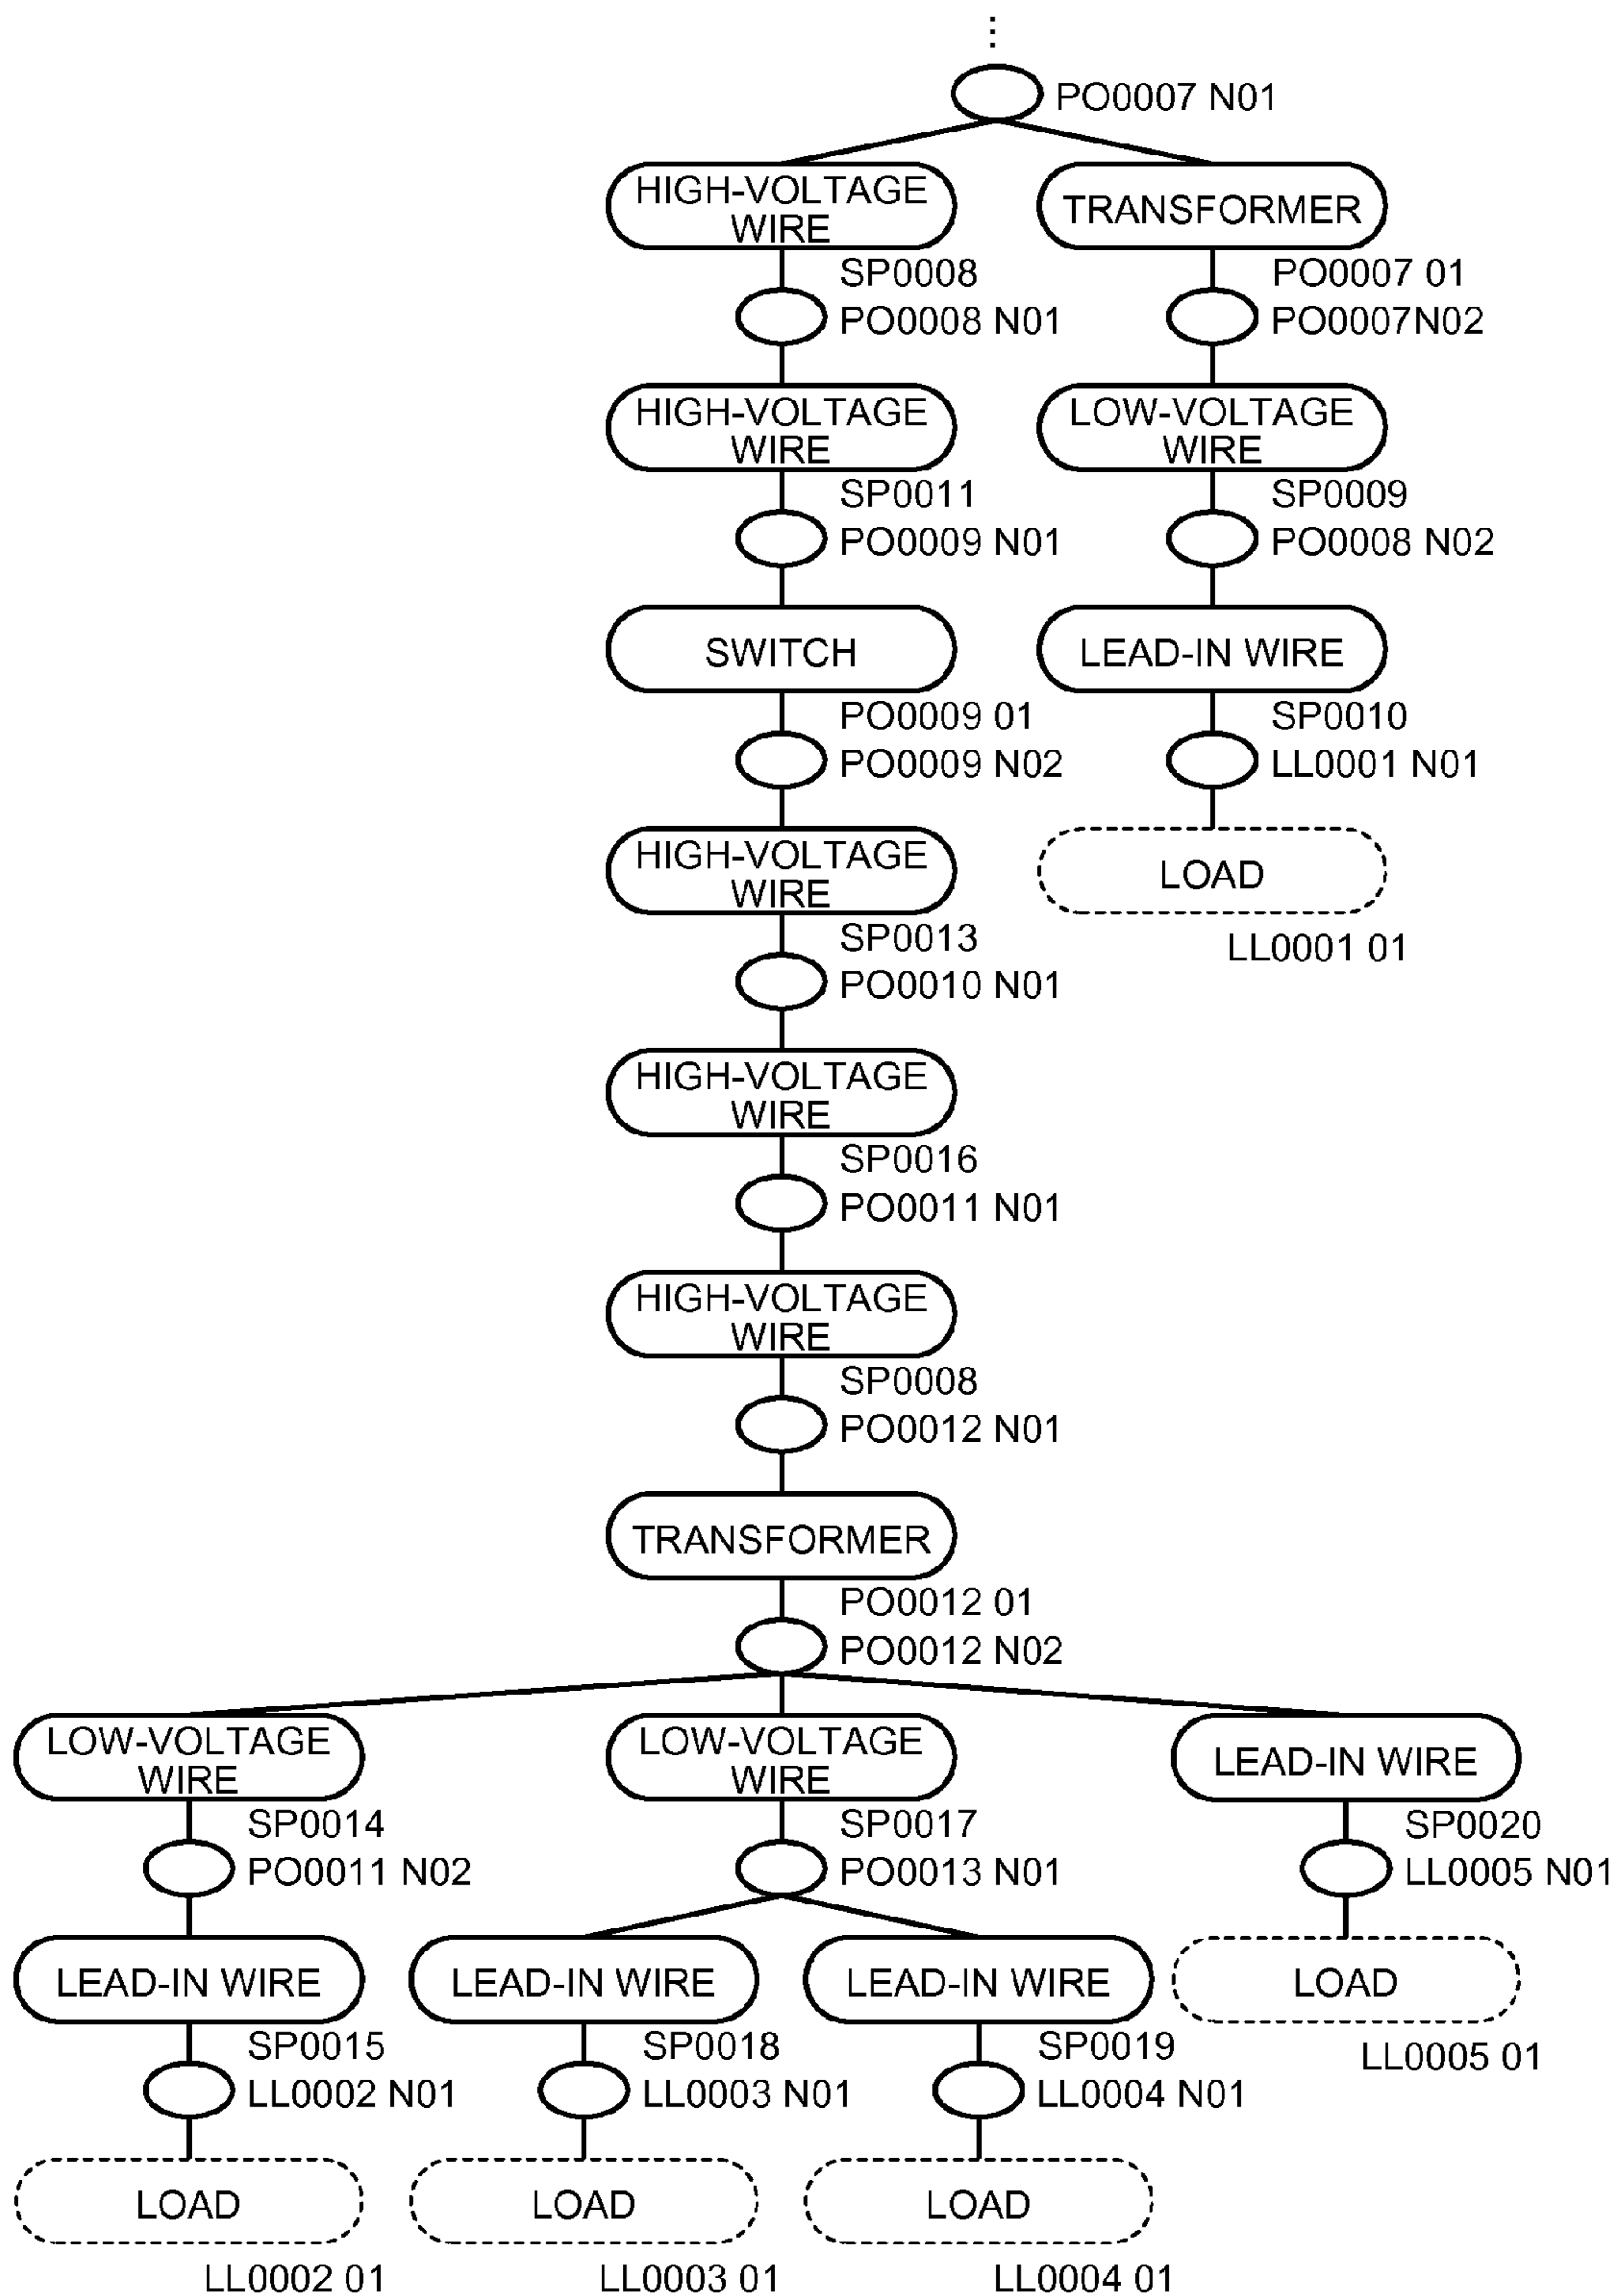 ⋮
PO0007 N01
HIGH-VOLTAGE
WIRE
TRANSFORMER
SP0008
PO0007 01
PO0008 N01
PO0007N02
HIGH-VOLTAGE
WIRE
LOW-VOLTAGE
WIRE
SP0011
SP0009
PO0009 N01
PO0008 N02
SWITCH
LEAD-IN WIRE
PO0009 01
SP0010
PO0009 N02
LL0001 N01
HIGH-VOLTAGE
WIRE
LOAD
SP0013
LL0001 01
PO0010 N01
HIGH-VOLTAGE
WIRE
SP0016
PO0011 N01
HIGH-VOLTAGE
WIRE
SP0008
PO0012 N01
TRANSFORMER
PO0012 01
PO0012 N02
LOW-VOLTAGE
WIRE
LOW-VOLTAGE
WIRE
LEAD-IN WIRE
SP0014
SP0017
SP0020
PO0011 N02
PO0013 N01
LL0005 N01
LEAD-IN WIRE
LEAD-IN WIRE
LEAD-IN WIRE
LOAD
SP0015
SP0018
SP0019
LL0005 01
LL0002 N01
LL0003 N01
LL0004 N01
LOAD
LOAD
LOAD
LL0002 01
LL0003 01
LL0004 01